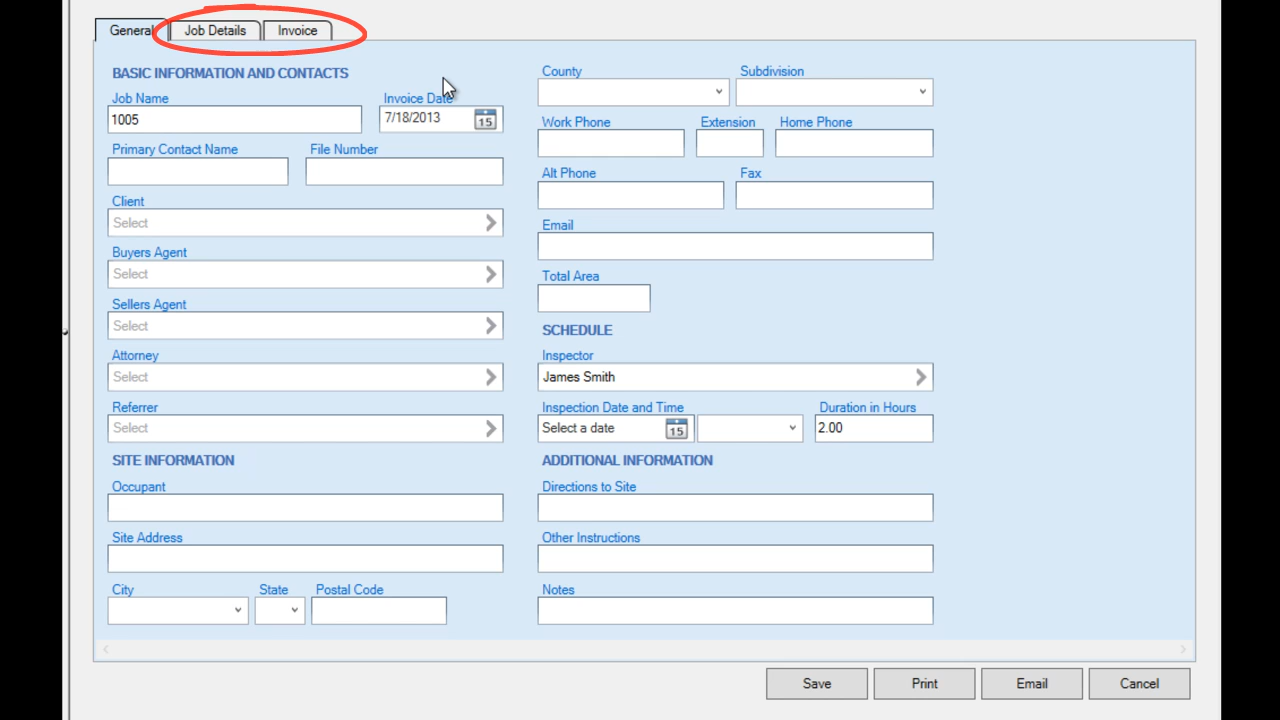 General Job Details Invoice
BASIC INFORMATION AND CONTACTS
Job Name Invoice Date
1005 7/18/2013 15
Primary Contact Name File Number
Client
Select
Buyers Agent
Select
Sellers Agent
Select
Attorney
Select
Referrer
Select
SITE INFORMATION
Occupant
Site Address
City State Postal Code
County Subdivision
Work Phone Extension Home Phone
Alt Phone Fax
Email
Total Area
SCHEDULE
Inspector
James Smith
Inspection Date and Time Duration in Hours
Select a date 15 2.00
ADDITIONAL INFORMATION
Directions to Site
Other Instructions
Notes
Save Print Email Cancel